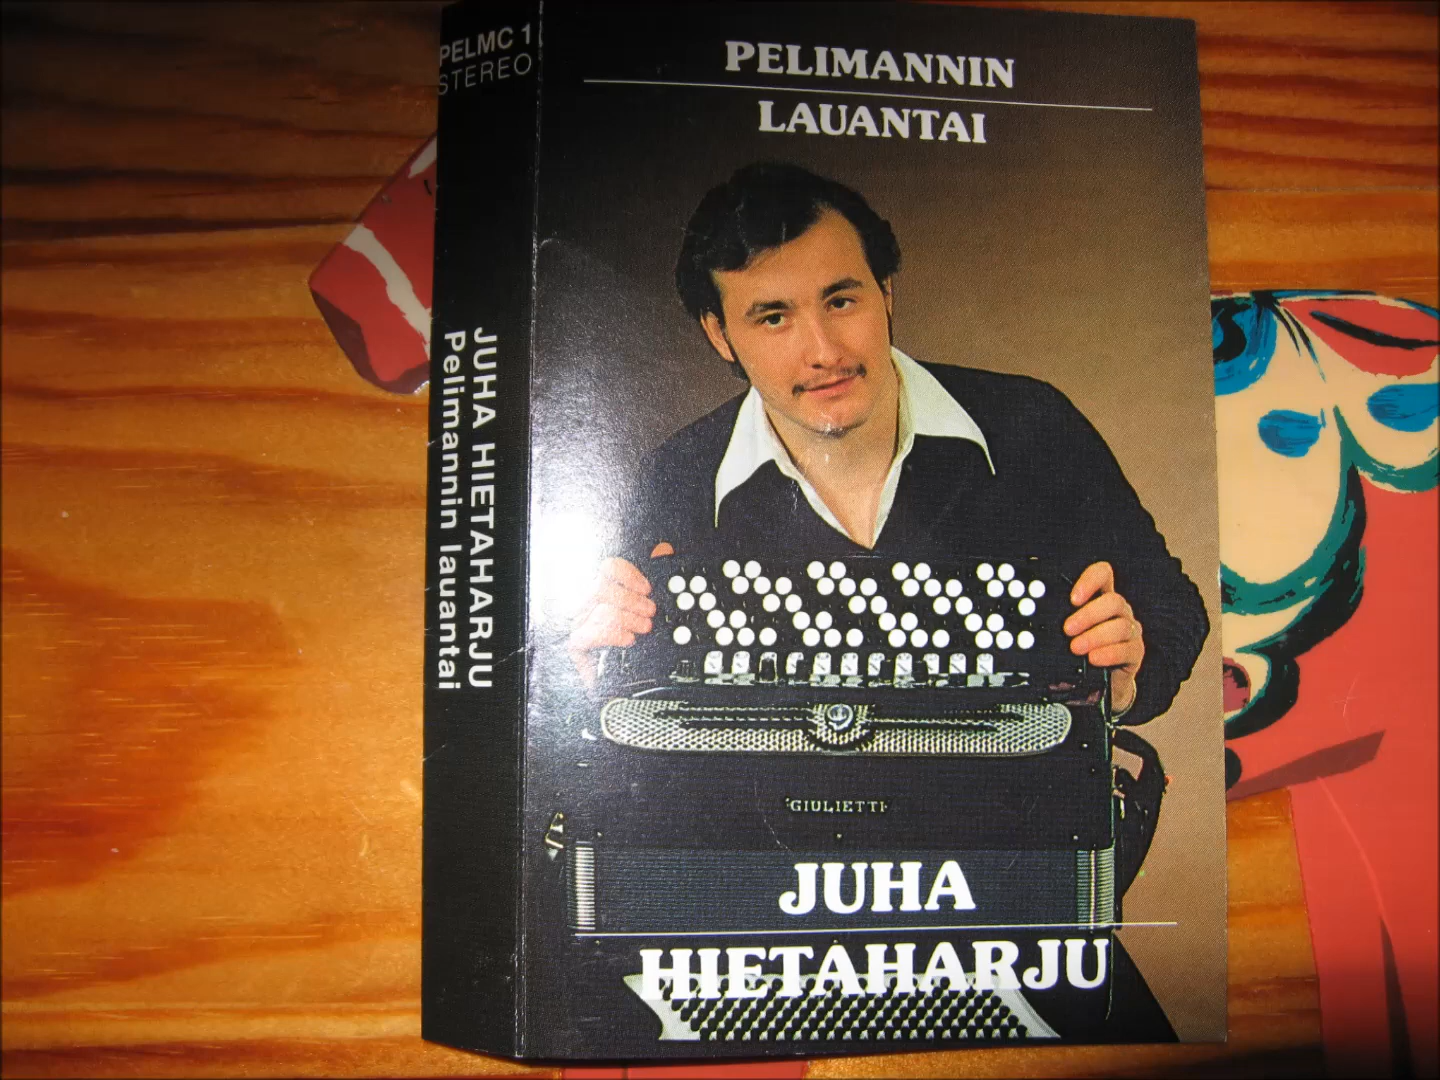 PELMC 1
STEREO
JUHA HIETAHARJU
Pelimannin lauantai
PELIMANNIN
LAUANTAI
GIULIETTI
JUHA
HIETAHARJU